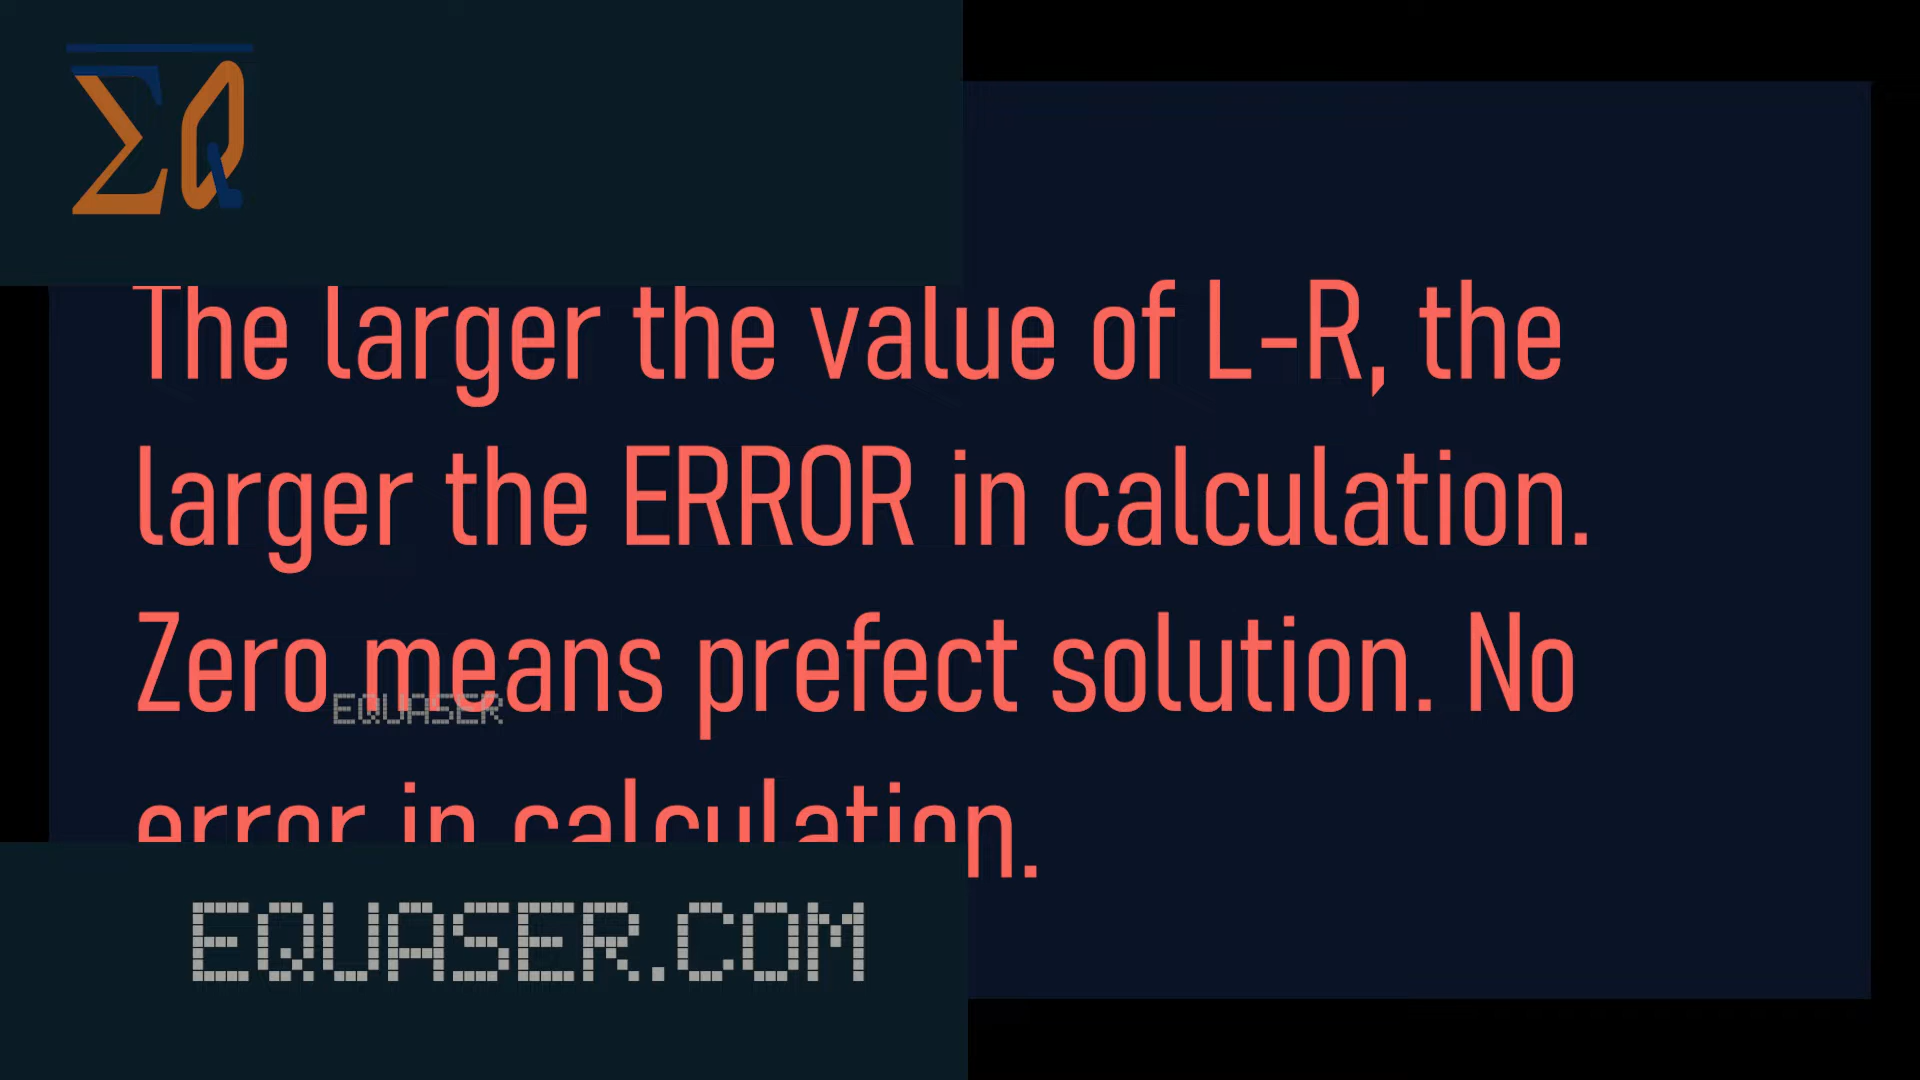 ΣQ
The larger the value of L-R, the
larger the ERROR in calculation.
Zero means prefect solution. No
EQUASER
error in calculation.
EQUASER.COM